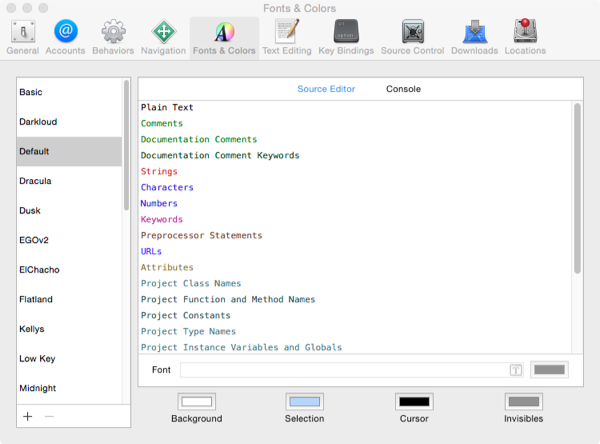 Fonts & Colors
General Accounts Behaviors Navigation Fonts & Colors Text Editing Key Bindings Source Control Downloads Locations
Basic
Darkloud
Default
Dracula
Dusk
EGOv2
ElChacho
Flatland
Kellys
Low Key
Midnight
Source Editor Console
Plain Text
Comments
Documentation Comments
Documentation Comment Keywords
Strings
Characters
Numbers
Keywords
Preprocessor Statements
URLs
Attributes
Project Class Names
Project Function and Method Names
Project Constants
Project Type Names
Project Instance Variables and Globals
Font
Background Selection Cursor Invisibles